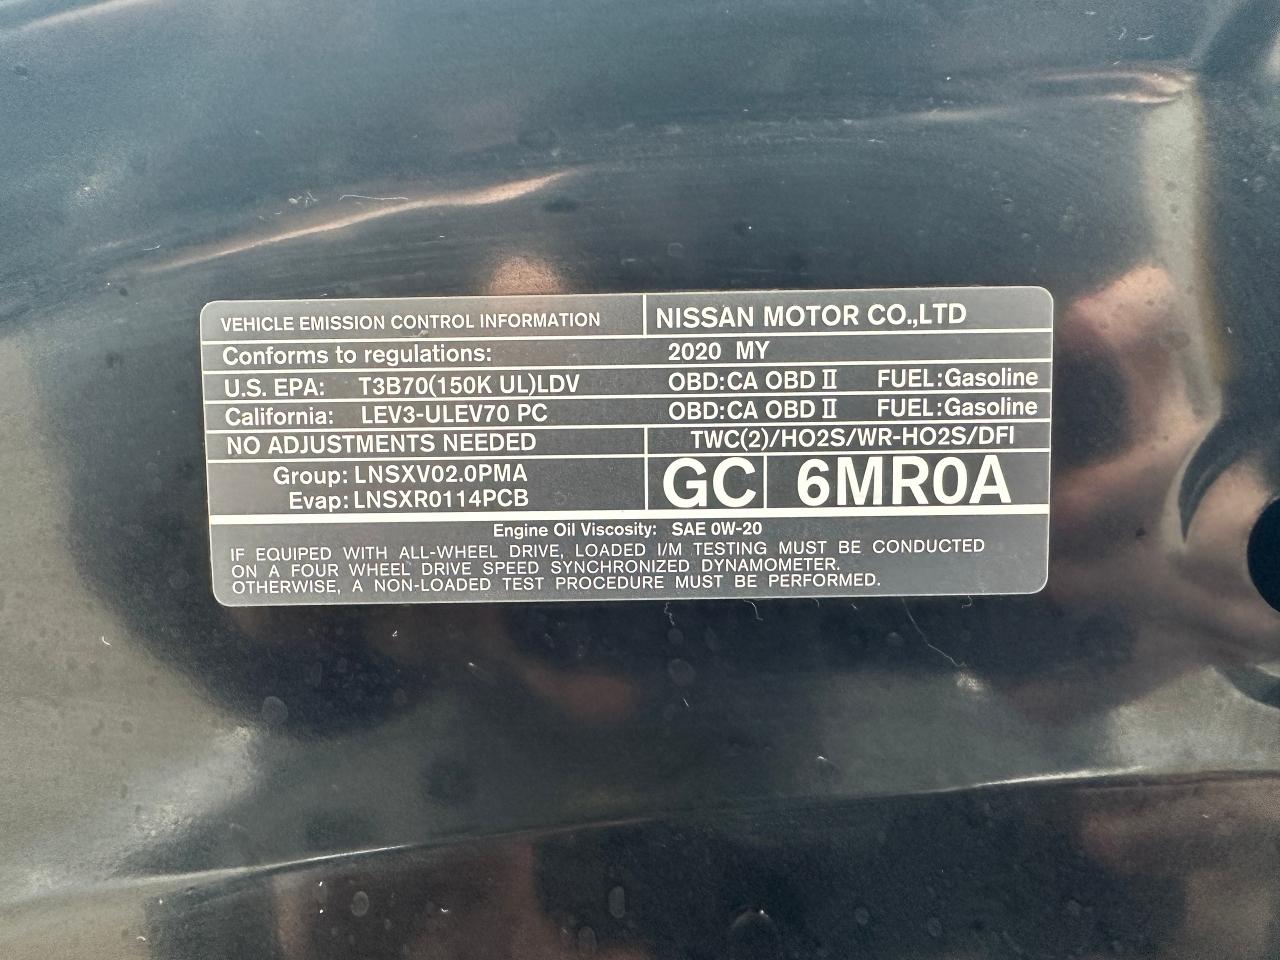 VEHICLE EMISSION CONTROL INFORMATION NISSAN MOTOR CO.,LTD
Conforms to regulations: 2020 MY
U.S. EPA: T3B70(150K UL)LDV OBD:CA OBD II FUEL:Gasoline
California: LEV3-ULEV70 PC OBD:CA OBD II FUEL:Gasoline
NO ADJUSTMENTS NEEDED TWC(2)/HO2S/WR-HO2S/DFI
Group: LNSXV02.0PMA
Evap: LNSXR0114PCB
GC 6MR0A
Engine Oil Viscosity: SAE 0W-20
IF EQUIPED WITH ALL-WHEEL DRIVE, LOADED I/M TESTING MUST BE CONDUCTED
ON A FOUR WHEEL DRIVE SPEED SYNCHRONIZED DYNAMOMETER.
OTHERWISE, A NON-LOADED TEST PROCEDURE MUST BE PERFORMED.